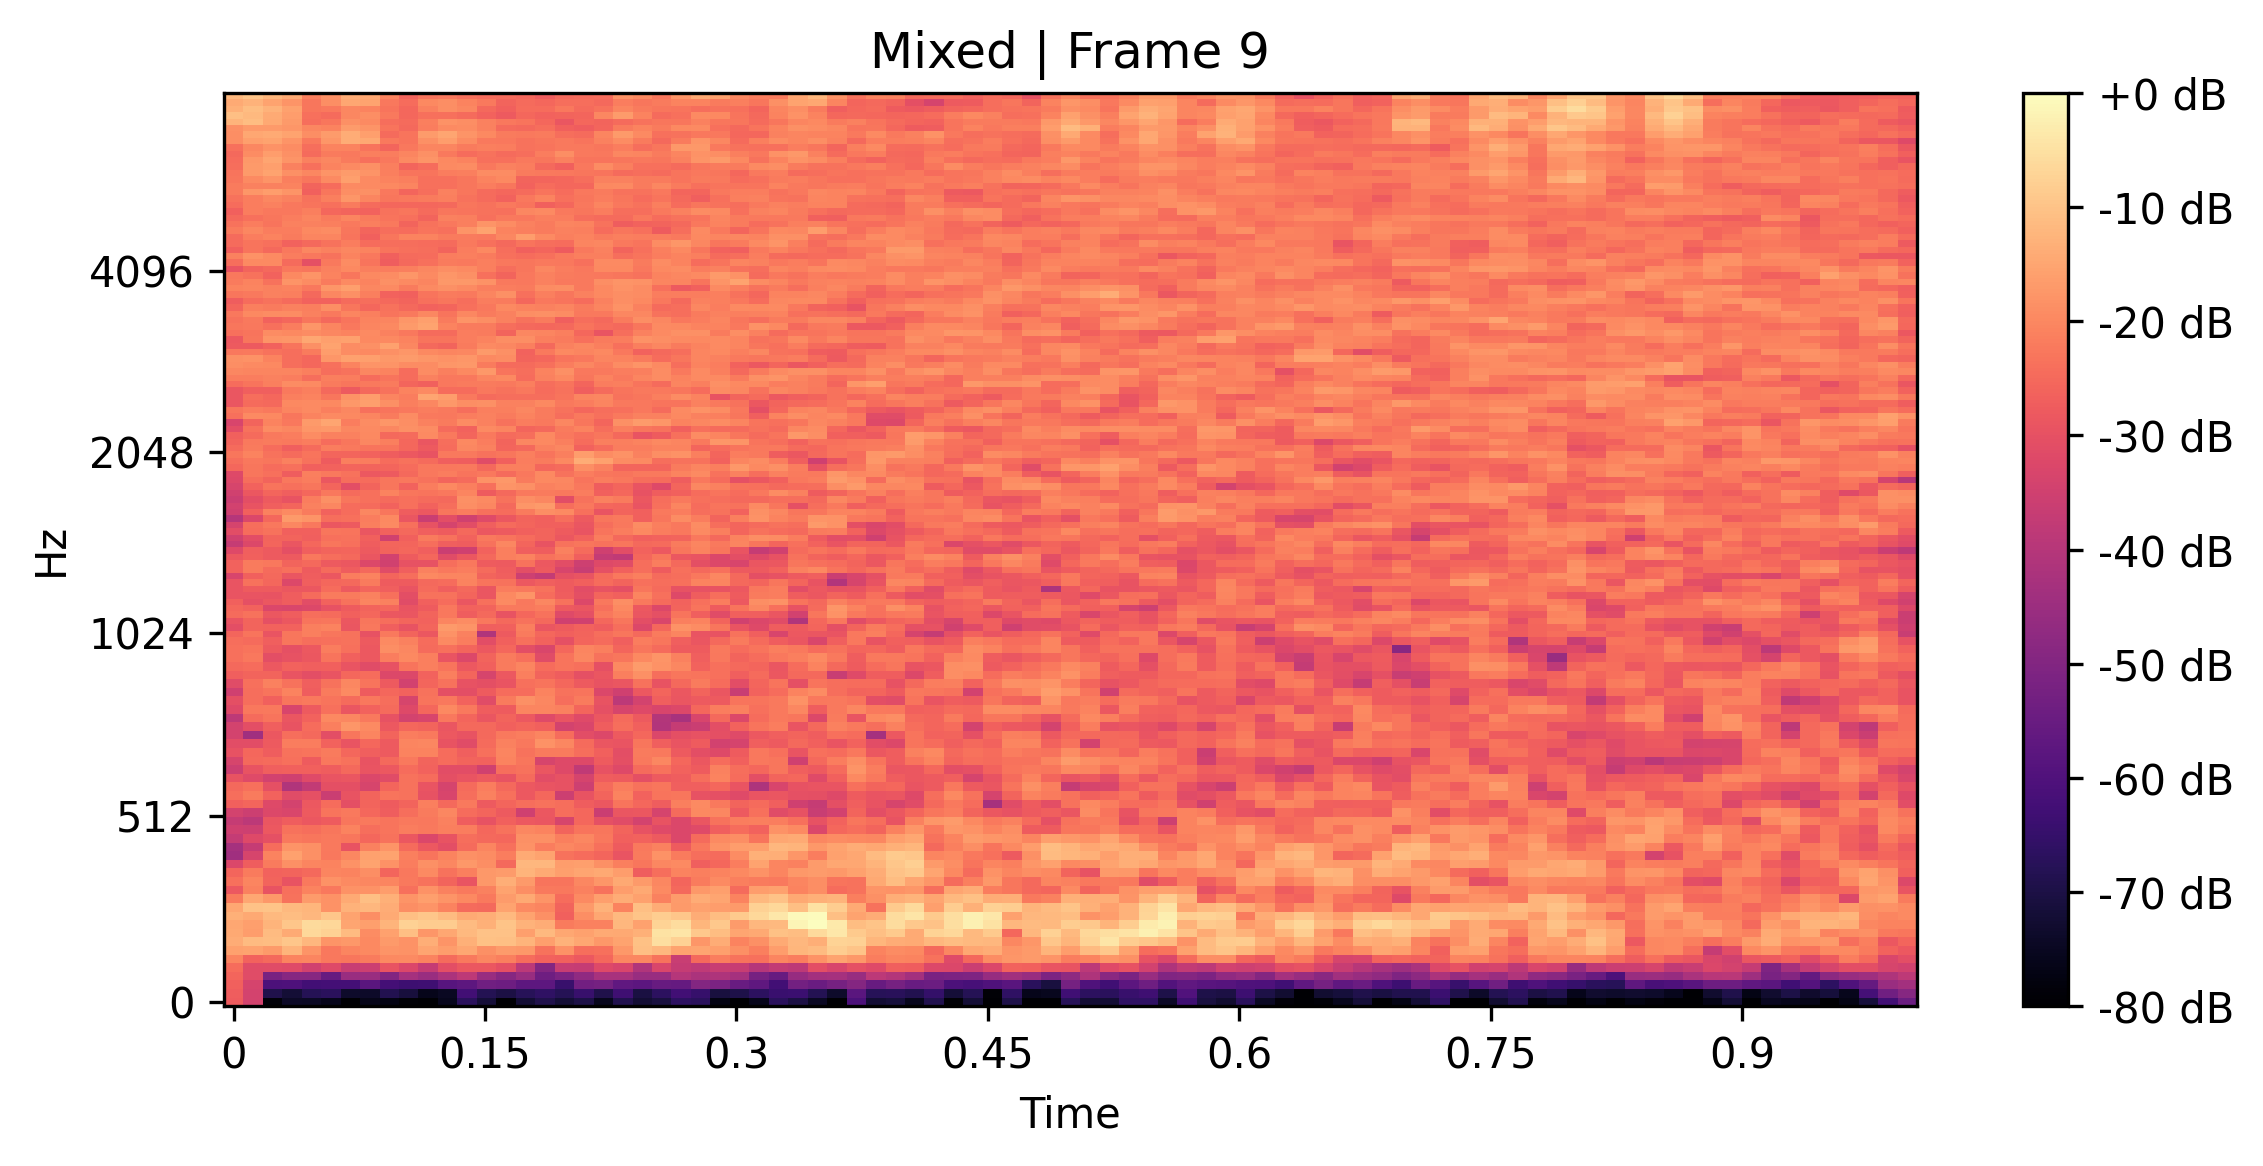 Mixed | Frame 9
Hz
4096
2048
1024
512
0
0 0.15 0.3 0.45 0.6 0.75 0.9
Time
+0 dB
-10 dB
-20 dB
-30 dB
-40 dB
-50 dB
-60 dB
-70 dB
-80 dB